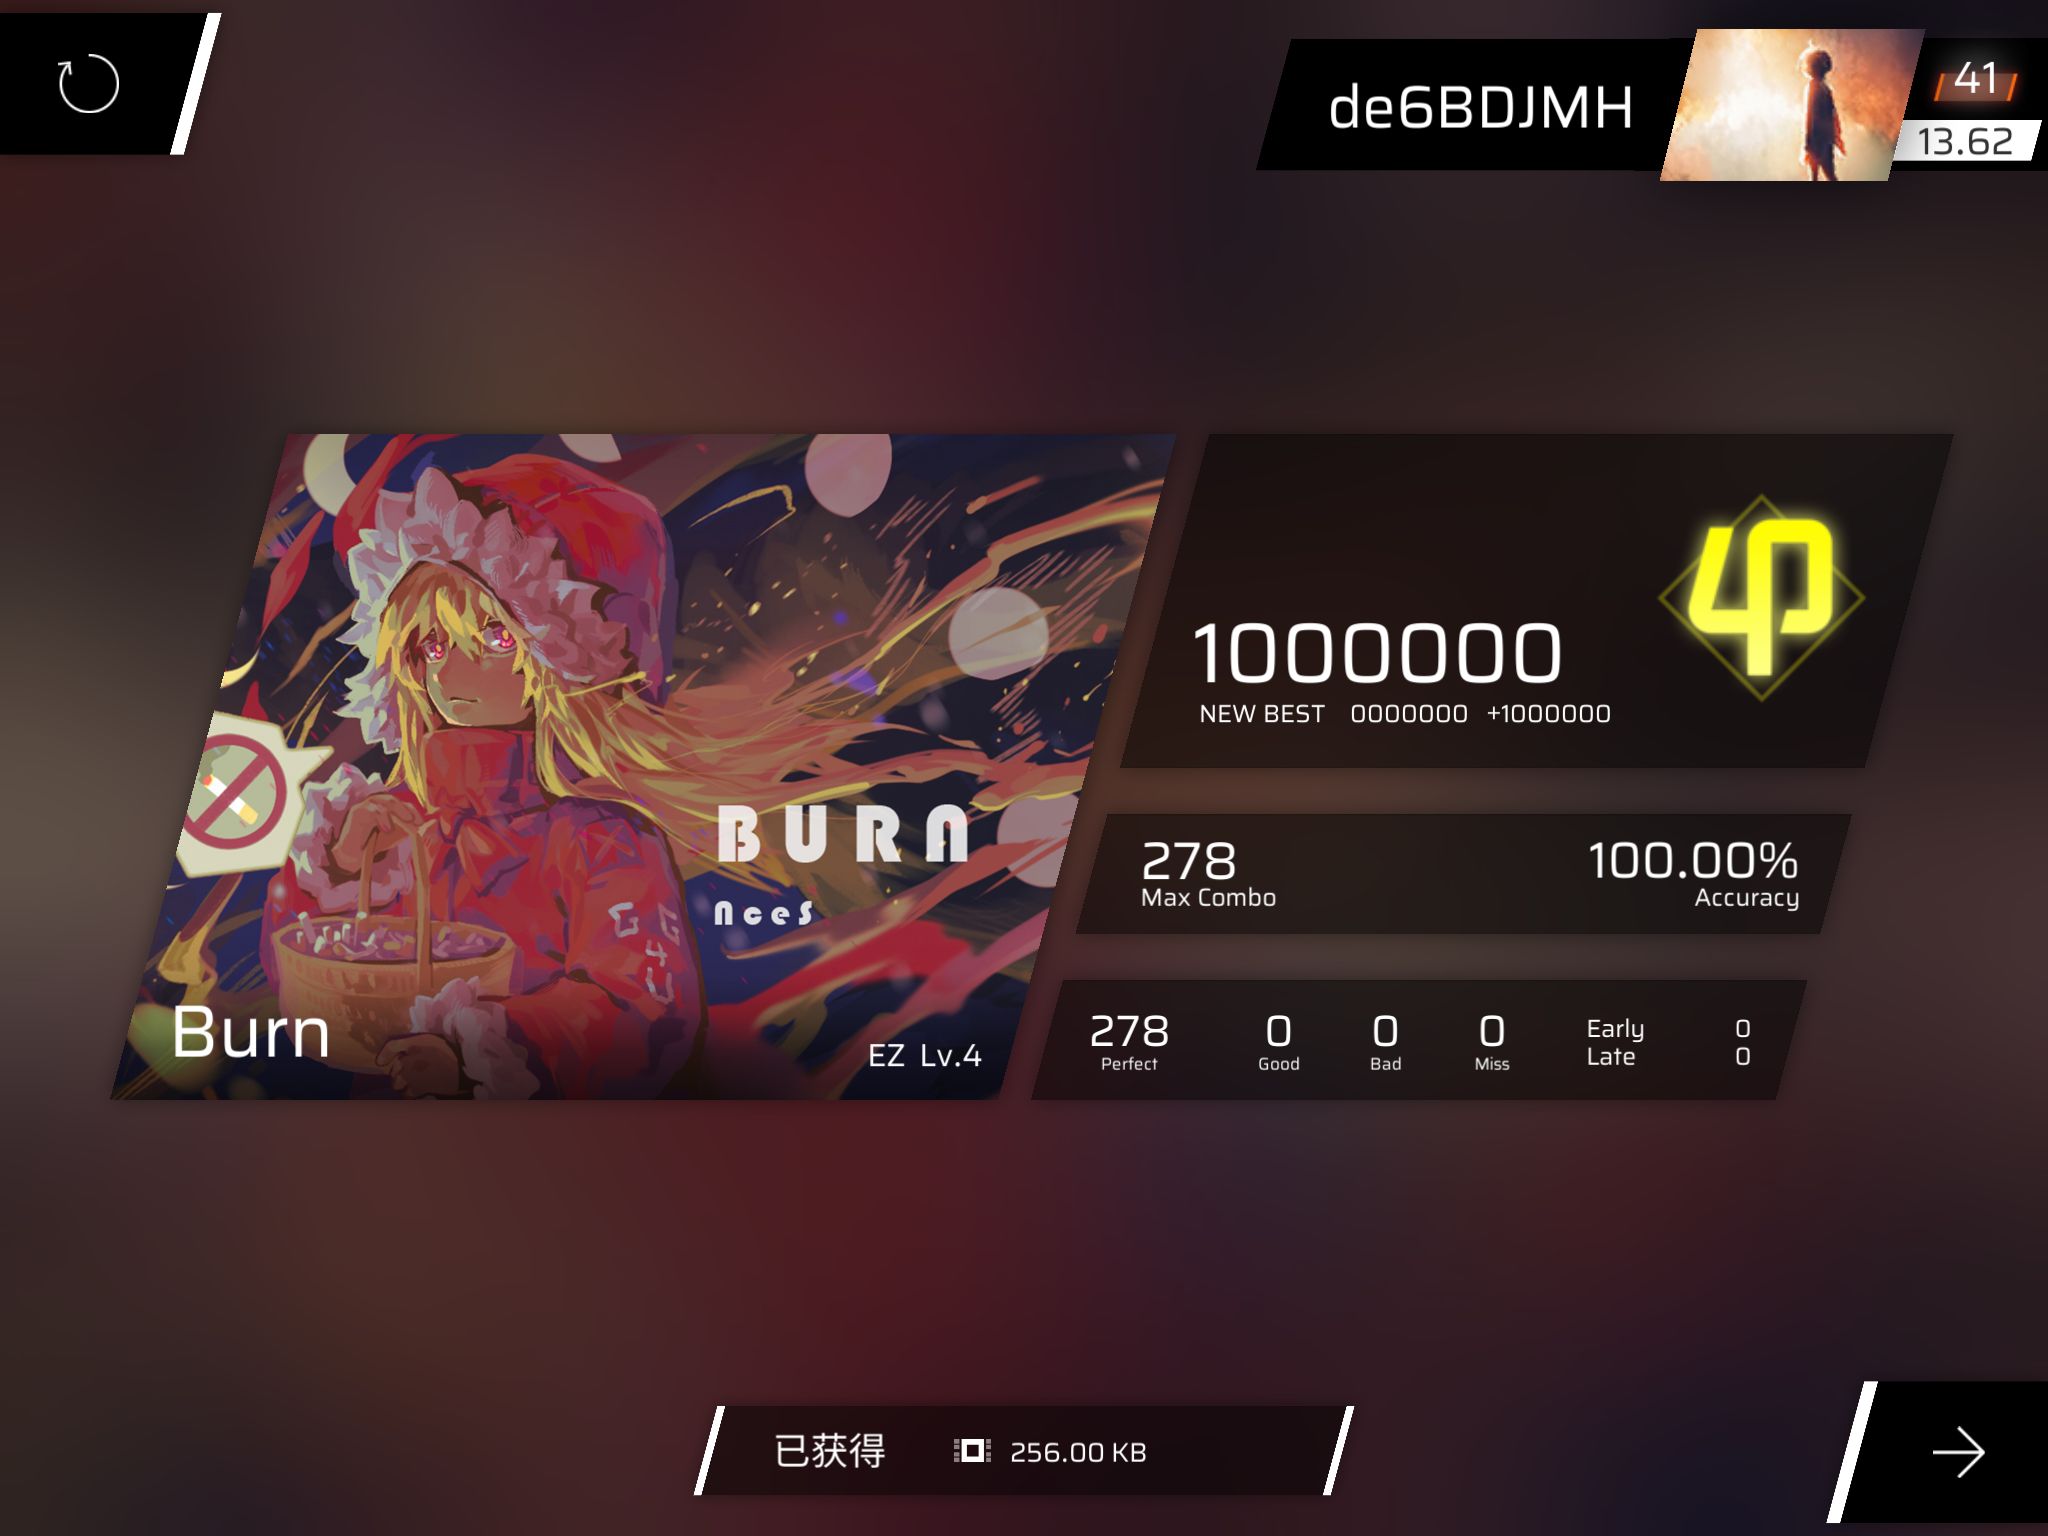 de6BDJMH
41
13.62
BURN
NceS
Burn
EZ Lv.4
φ
1000000
NEW BEST 0000000 +1000000
278
Max Combo
100.00%
Accuracy
278 0 0 0
Perfect Good Bad Miss
Early 0
Late 0
已获得 256.00 KB